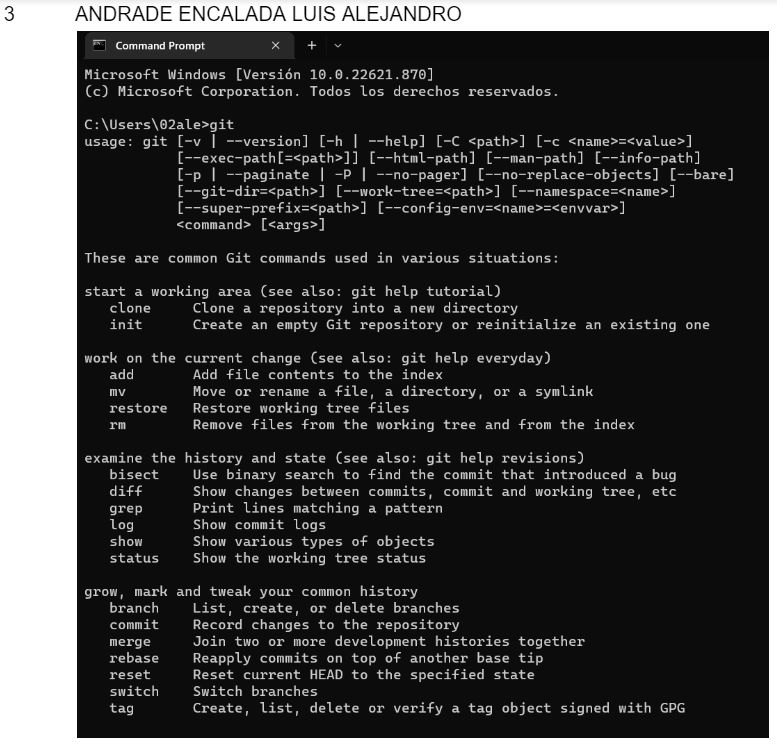 3 ANDRADE ENCALADA LUIS ALEJANDRO
Command Prompt
Microsoft Windows [Versión 10.0.22621.870]
(c) Microsoft Corporation. Todos los derechos reservados.
C:\Users\02ale>git
usage: git [-v | --version] [-h | --help] [-C <path>] [-c <name>=<value>]
[--exec-path[=<path>]] [--html-path] [--man-path] [--info-path]
[-p | --paginate | -P | --no-pager] [--no-replace-objects] [--bare]
[--git-dir=<path>] [--work-tree=<path>] [--namespace=<name>]
[--super-prefix=<path>] [--config-env=<name>=<envvar>]
<command> [<args>]
These are common Git commands used in various situations:
start a working area (see also: git help tutorial)
clone Clone a repository into a new directory
init Create an empty Git repository or reinitialize an existing one
work on the current change (see also: git help everyday)
add Add file contents to the index
mv Move or rename a file, a directory, or a symlink
restore Restore working tree files
rm Remove files from the working tree and from the index
examine the history and state (see also: git help revisions)
bisect Use binary search to find the commit that introduced a bug
diff Show changes between commits, commit and working tree, etc
grep Print lines matching a pattern
log Show commit logs
show Show various types of objects
status Show the working tree status
grow, mark and tweak your common history
branch List, create, or delete branches
commit Record changes to the repository
merge Join two or more development histories together
rebase Reapply commits on top of another base tip
reset Reset current HEAD to the specified state
switch Switch branches
tag Create, list, delete or verify a tag object signed with GPG